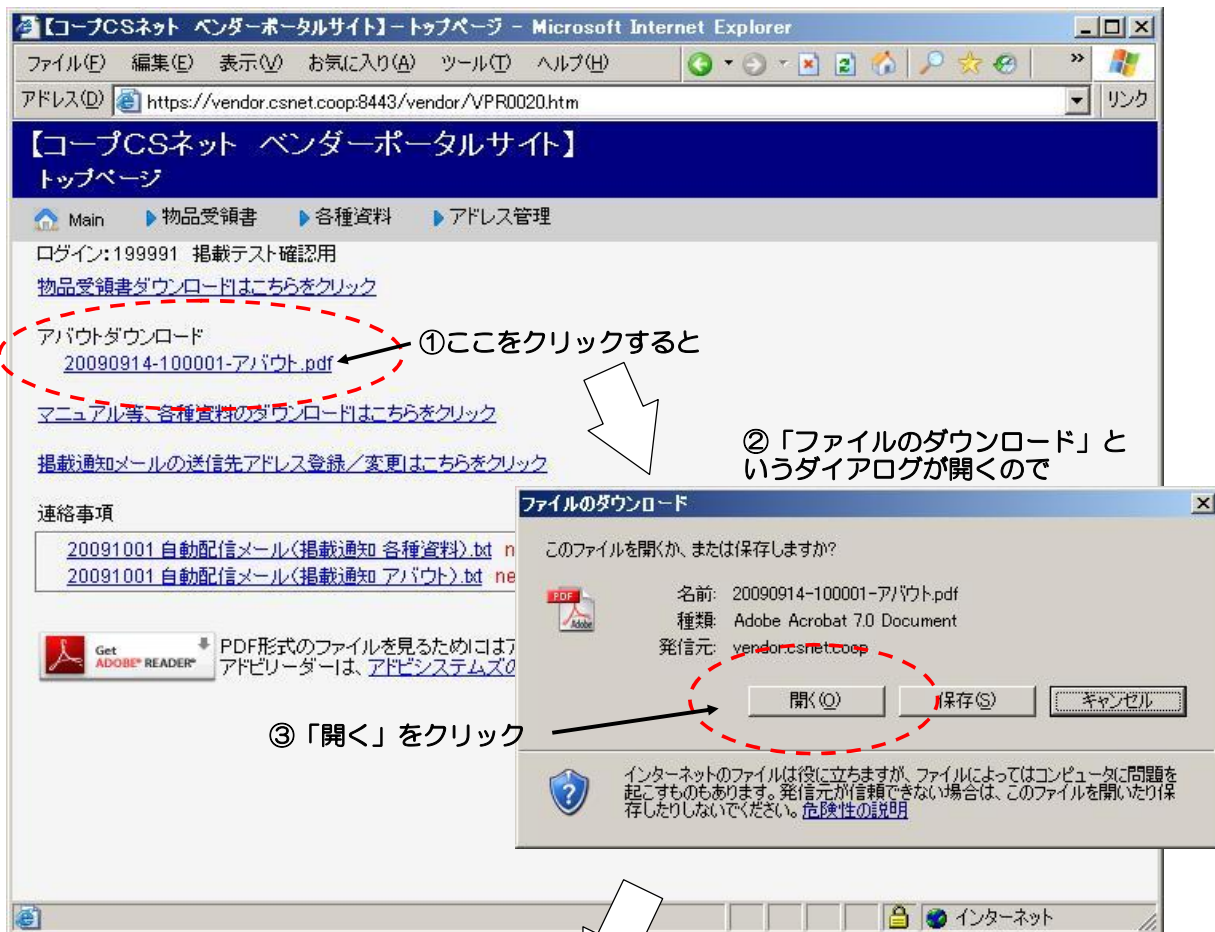 【コープCSネット ベンダーポータルサイト】－トップページ - Microsoft Internet Explorer
ファイル(F) 編集(E) 表示(V) お気に入り(A) ツール(T) ヘルプ(H) »
アドレス(D) https://vendor.csnet.coop:8443/vendor/VPR0020.htm リンク
【コープCSネット ベンダーポータルサイト】
トップページ
Main 物品受領書 各種資料 アドレス管理
ログイン:199991 掲載テスト確認用
物品受領書ダウンロードはこちらをクリック
アバウトダウンロード
20090914-100001-アバウト.pdf
①ここをクリックすると
マニュアル等、各種資料のダウンロードはこちらをクリック
掲載通知メールの送信先アドレス登録／変更はこちらをクリック
②「ファイルのダウンロード」と
いうダイアログが開くので
連絡事項
20091001 自動配信メール(掲載通知 各種資料).txt n
20091001 自動配信メール(掲載通知 アバウト).txt ne
Get
ADOBE® READER®
PDF形式のファイルを見るためにはア
アドビリーダーは、アドビシステムズの
ファイルのダウンロード
このファイルを開くか、または保存しますか?
名前: 20090914-100001-アバウト.pdf
種類: Adobe Acrobat 7.0 Document
発信元: vendor.csnet.coop
開く(O) 保存(S) キャンセル
③「開く」をクリック
インターネットのファイルは役に立ちますが、ファイルによってはコンピュータに問題を
起こすものもあります。発信元が信頼できない場合は、このファイルを開いたり保
存したりしないでください。危険性の説明
インターネット